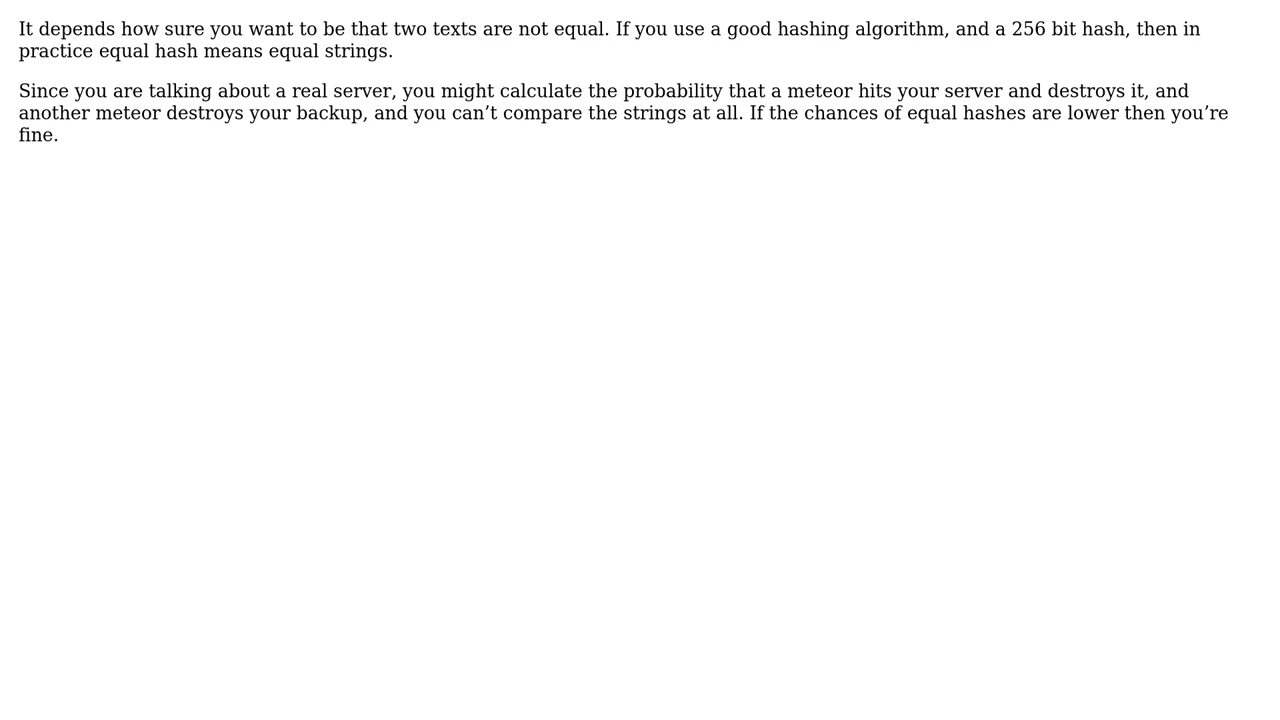 It depends how sure you want to be that two texts are not equal. If you use a good hashing algorithm, and a 256 bit hash, then in
practice equal hash means equal strings.
Since you are talking about a real server, you might calculate the probability that a meteor hits your server and destroys it, and
another meteor destroys your backup, and you can’t compare the strings at all. If the chances of equal hashes are lower then you’re
fine.